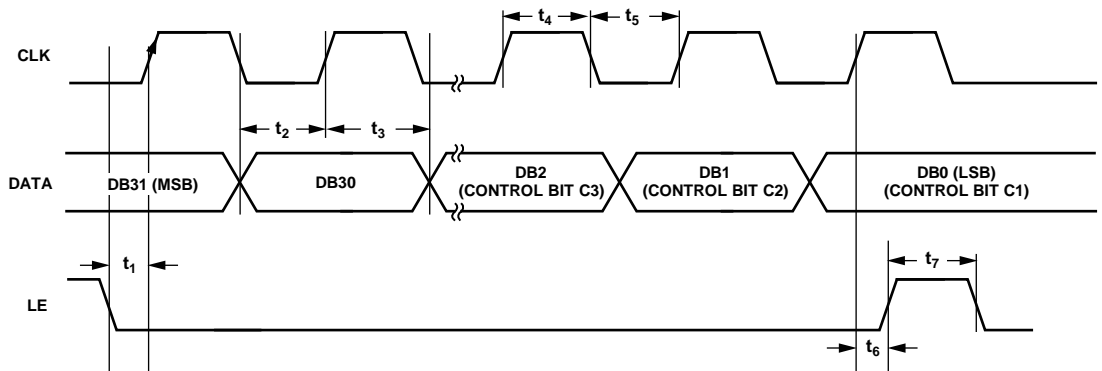 t4
t5
CLK
t2
t3
DATA
DB31 (MSB)
DB30
DB2
(CONTROL BIT C3)
DB1
(CONTROL BIT C2)
DB0 (LSB)
(CONTROL BIT C1)
t1
t7
LE
t6